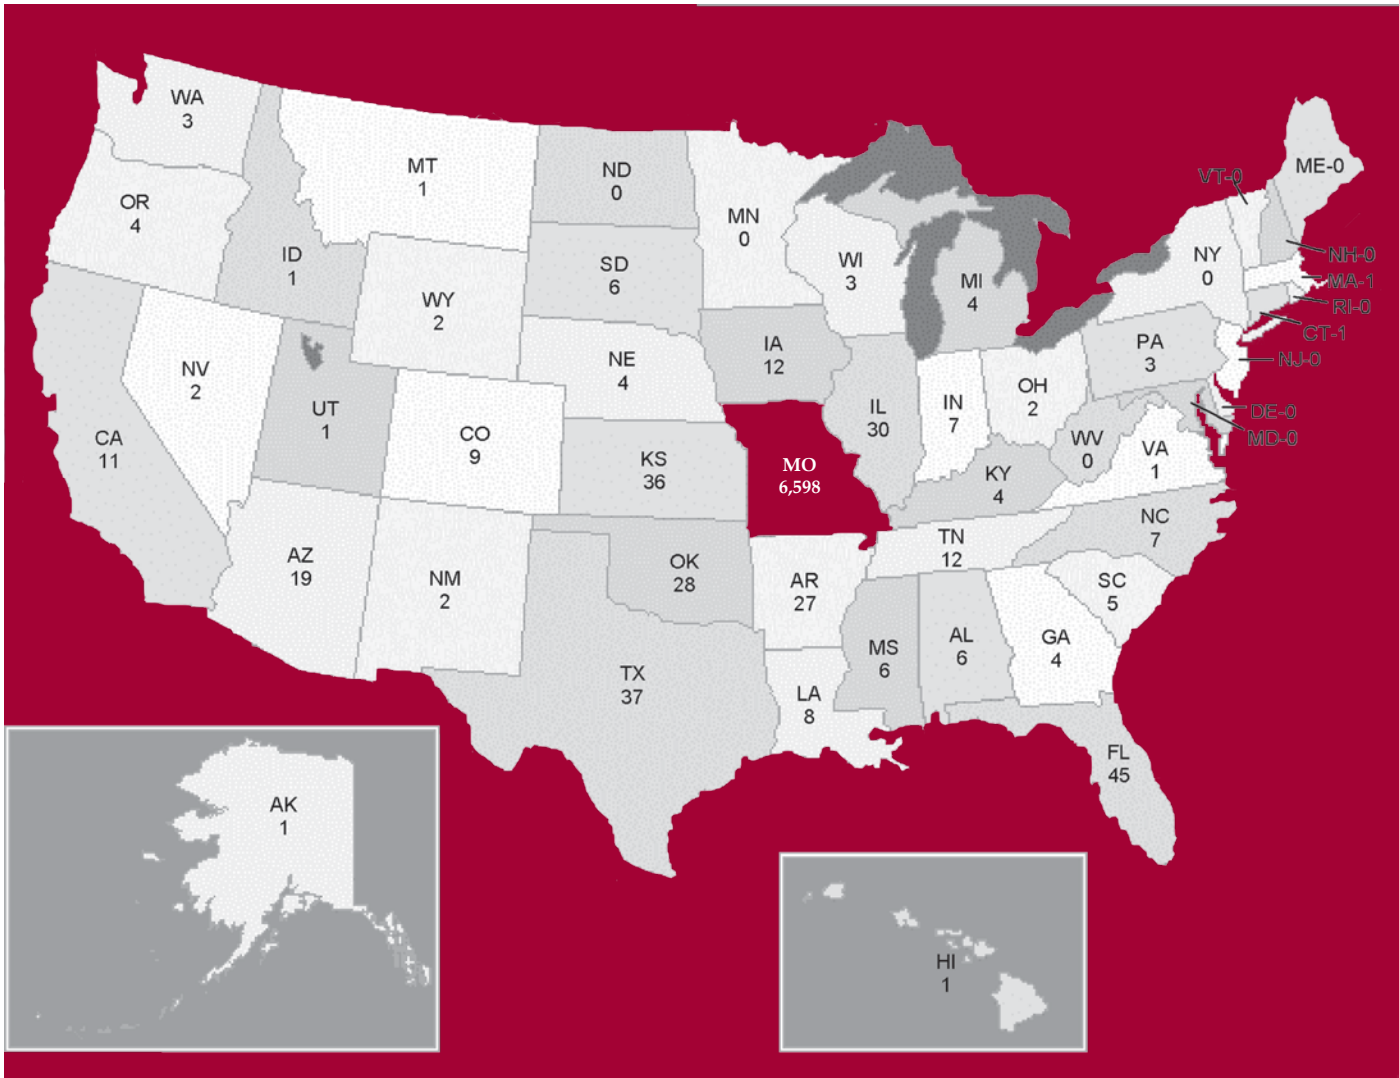 WA
3
OR
4
CA
11
NV
2
ID
1
MT
1
WY
2
UT
1
AZ
19
CO
9
NM
2
ND
0
SD
6
NE
4
KS
36
OK
28
TX
37
MN
0
IA
12
MO
6,598
AR
27
LA
8
WI
3
IL
30
MI
4
IN
7
OH
2
KY
4
TN
12
MS
6
AL
6
GA
4
FL
45
SC
5
NC
7
VA
1
WV
0
PA
3
NY
0
VT-0
ME-0
NH-0
MA-1
RI-0
CT-1
NJ-0
DE-0
MD-0
AK
1
HI
1